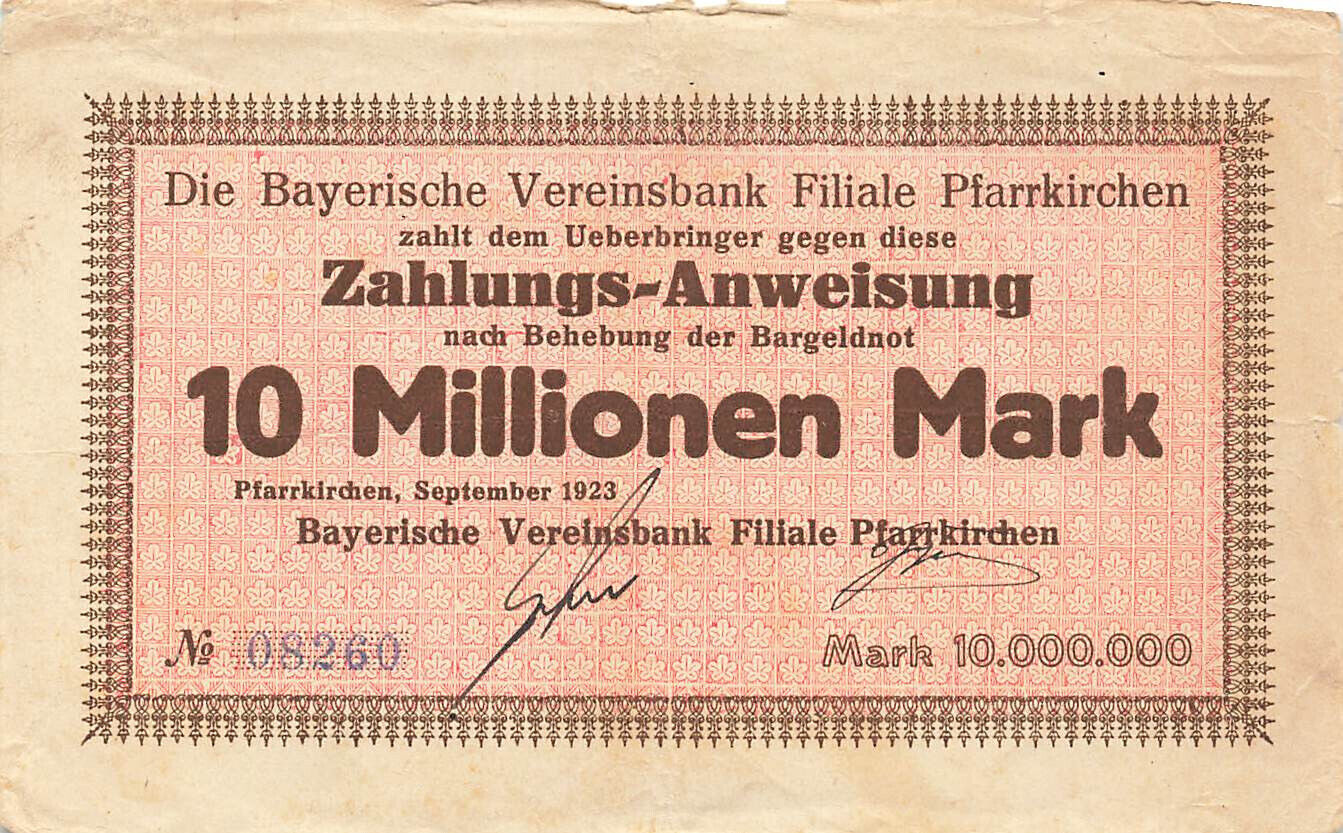 Die Bayerische Vereinsbank Filiale Pfarrkirchen
zahlt dem Ueberbringer gegen diese
Zahlungs-Anweisung
nach Behebung der Bargeldnot
10 Millionen Mark
Pfarrkirchen, September 1923
Bayerische Vereinsbank Filiale Pfarrkirchen
№ 08260
Mark 10.000.000